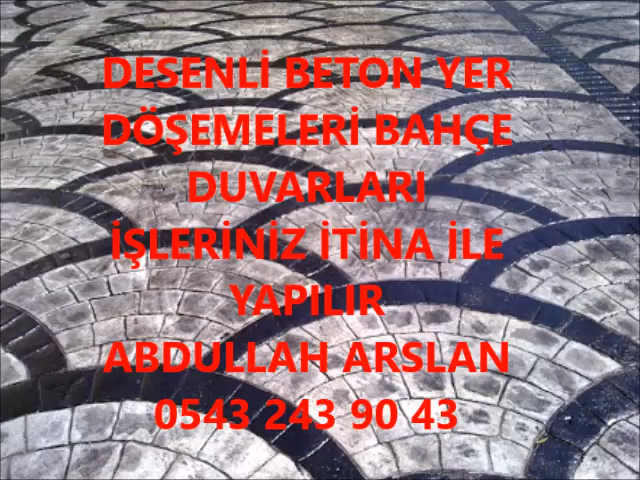 DESENLİ BETON YER
DÖŞEMELERİ BAHÇE
DUVARLARI
İŞLERİNİZ İTİNA İLE
YAPILIR
ABDULLAH ARSLAN
0543 243 90 43